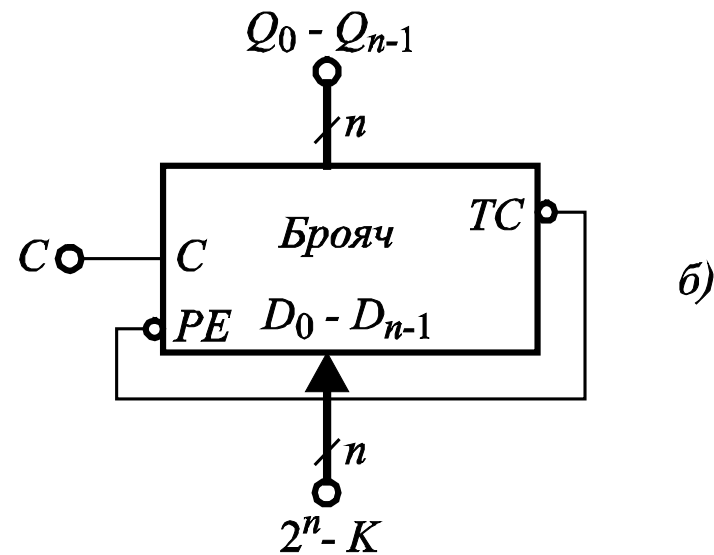 Q₀ - Qₙ₋₁
n
TC
Брояч
C
C
б)
PE
D₀ - Dₙ₋₁
n
2ⁿ- K